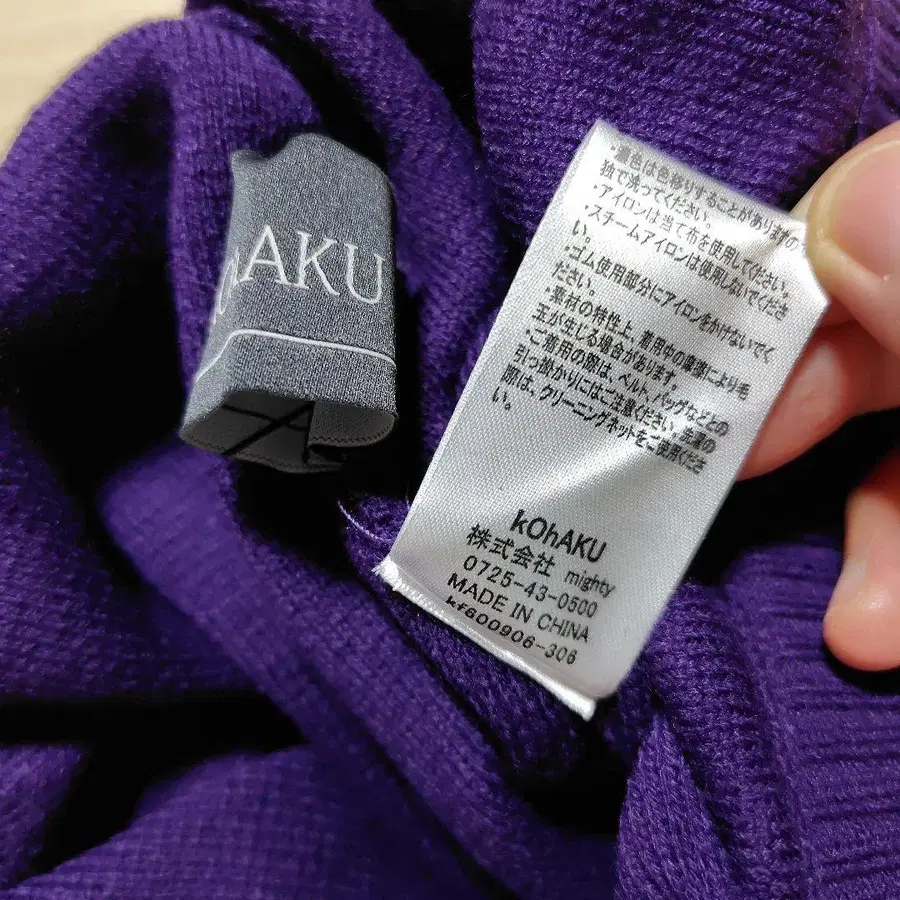 hAKU
・濃色は色移りすることがあります。単
独で洗ってください。
・アイロンは当て布を使用してください。
・スチームアイロンは使用しないでくださ
い。
・ゴム使用部分にアイロンをかけないでく
ださい。
・素材の特性上、着用中の摩擦により毛
玉が生じる場合があります。
・ご着用の際は、ベルト、バッグなどとの
引っ掛かりにはご注意ください。洗濯の
際は、クリーニングネットをご使用くださ
い。
kOhAKU
株式会社 mighty
0725-43-0500
MADE IN CHINA
kf600906-306